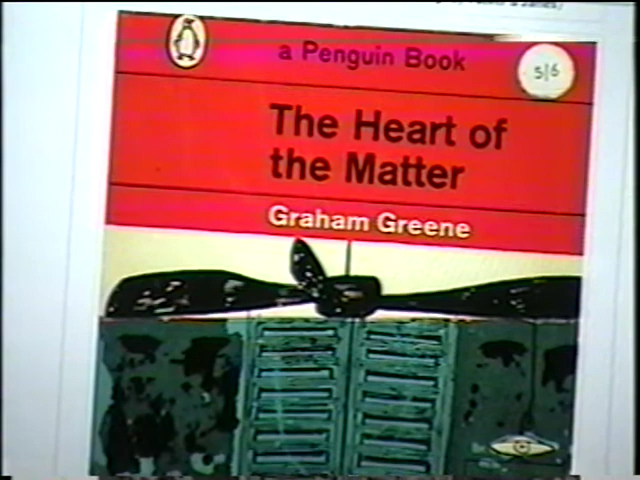 a Penguin Book
5/6
The Heart of
the Matter
Graham Greene